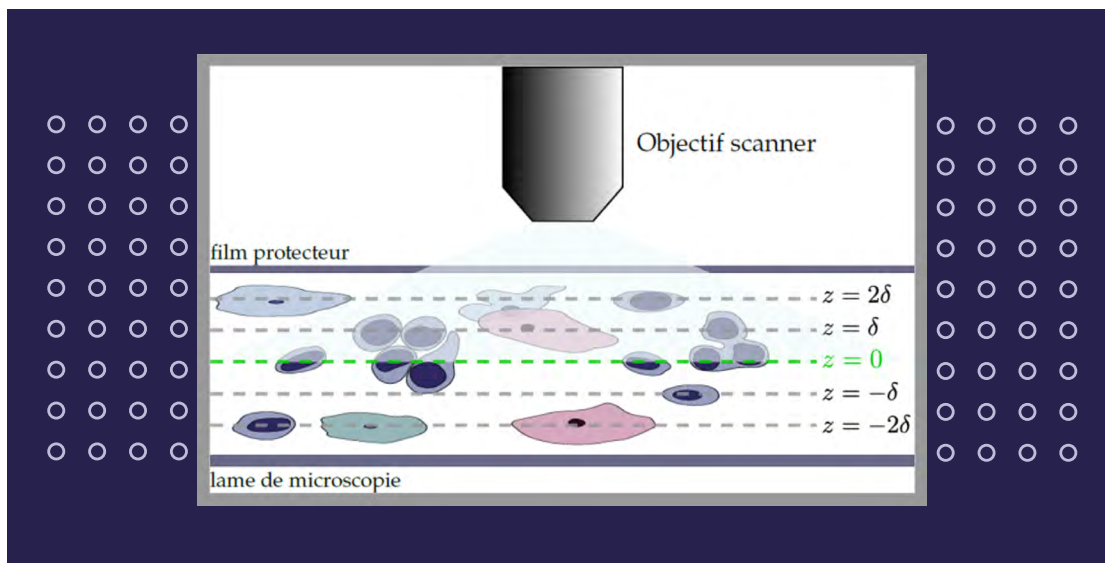 Objectif scanner
film protecteur
z = 2δ
z = δ
z = 0
z = −δ
z = −2δ
lame de microscopie